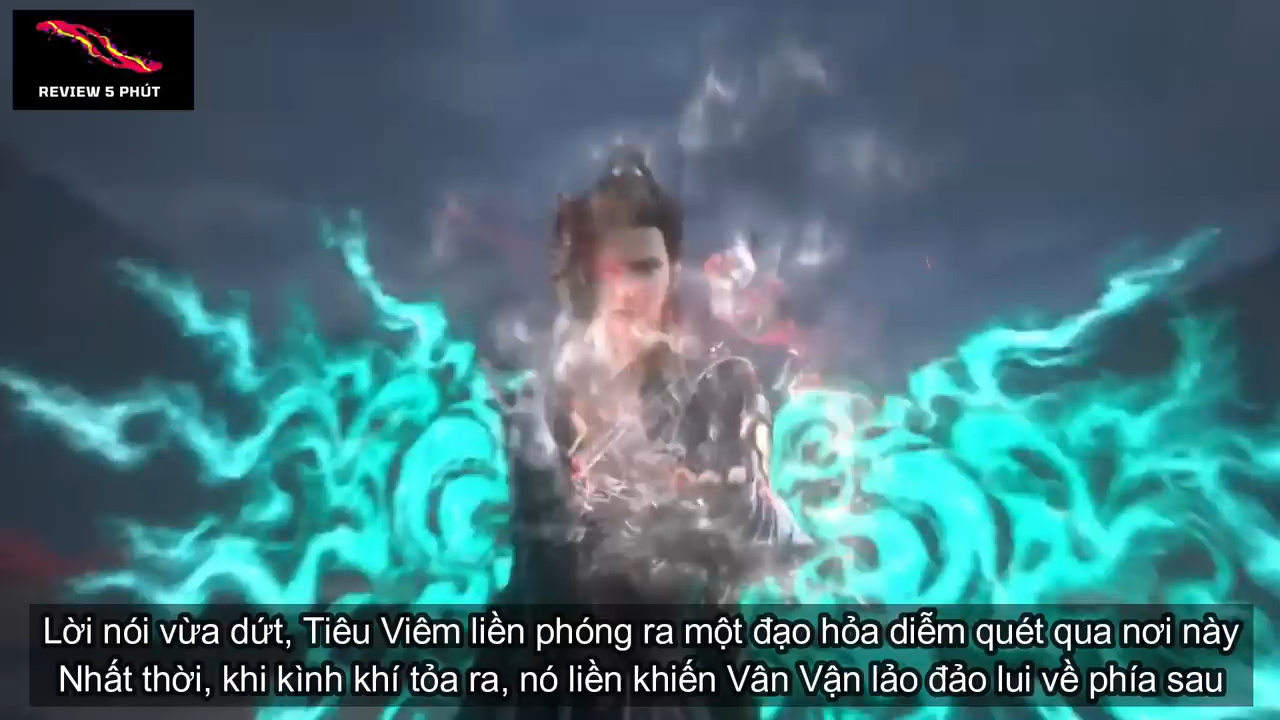 REVIEW 5 PHÚT
Lời nói vừa dứt, Tiêu Viêm liền phóng ra một đạo hỏa diễm quét qua nơi này
Nhất thời, khi kình khí tỏa ra, nó liền khiến Vân Vận lảo đảo lui về phía sau